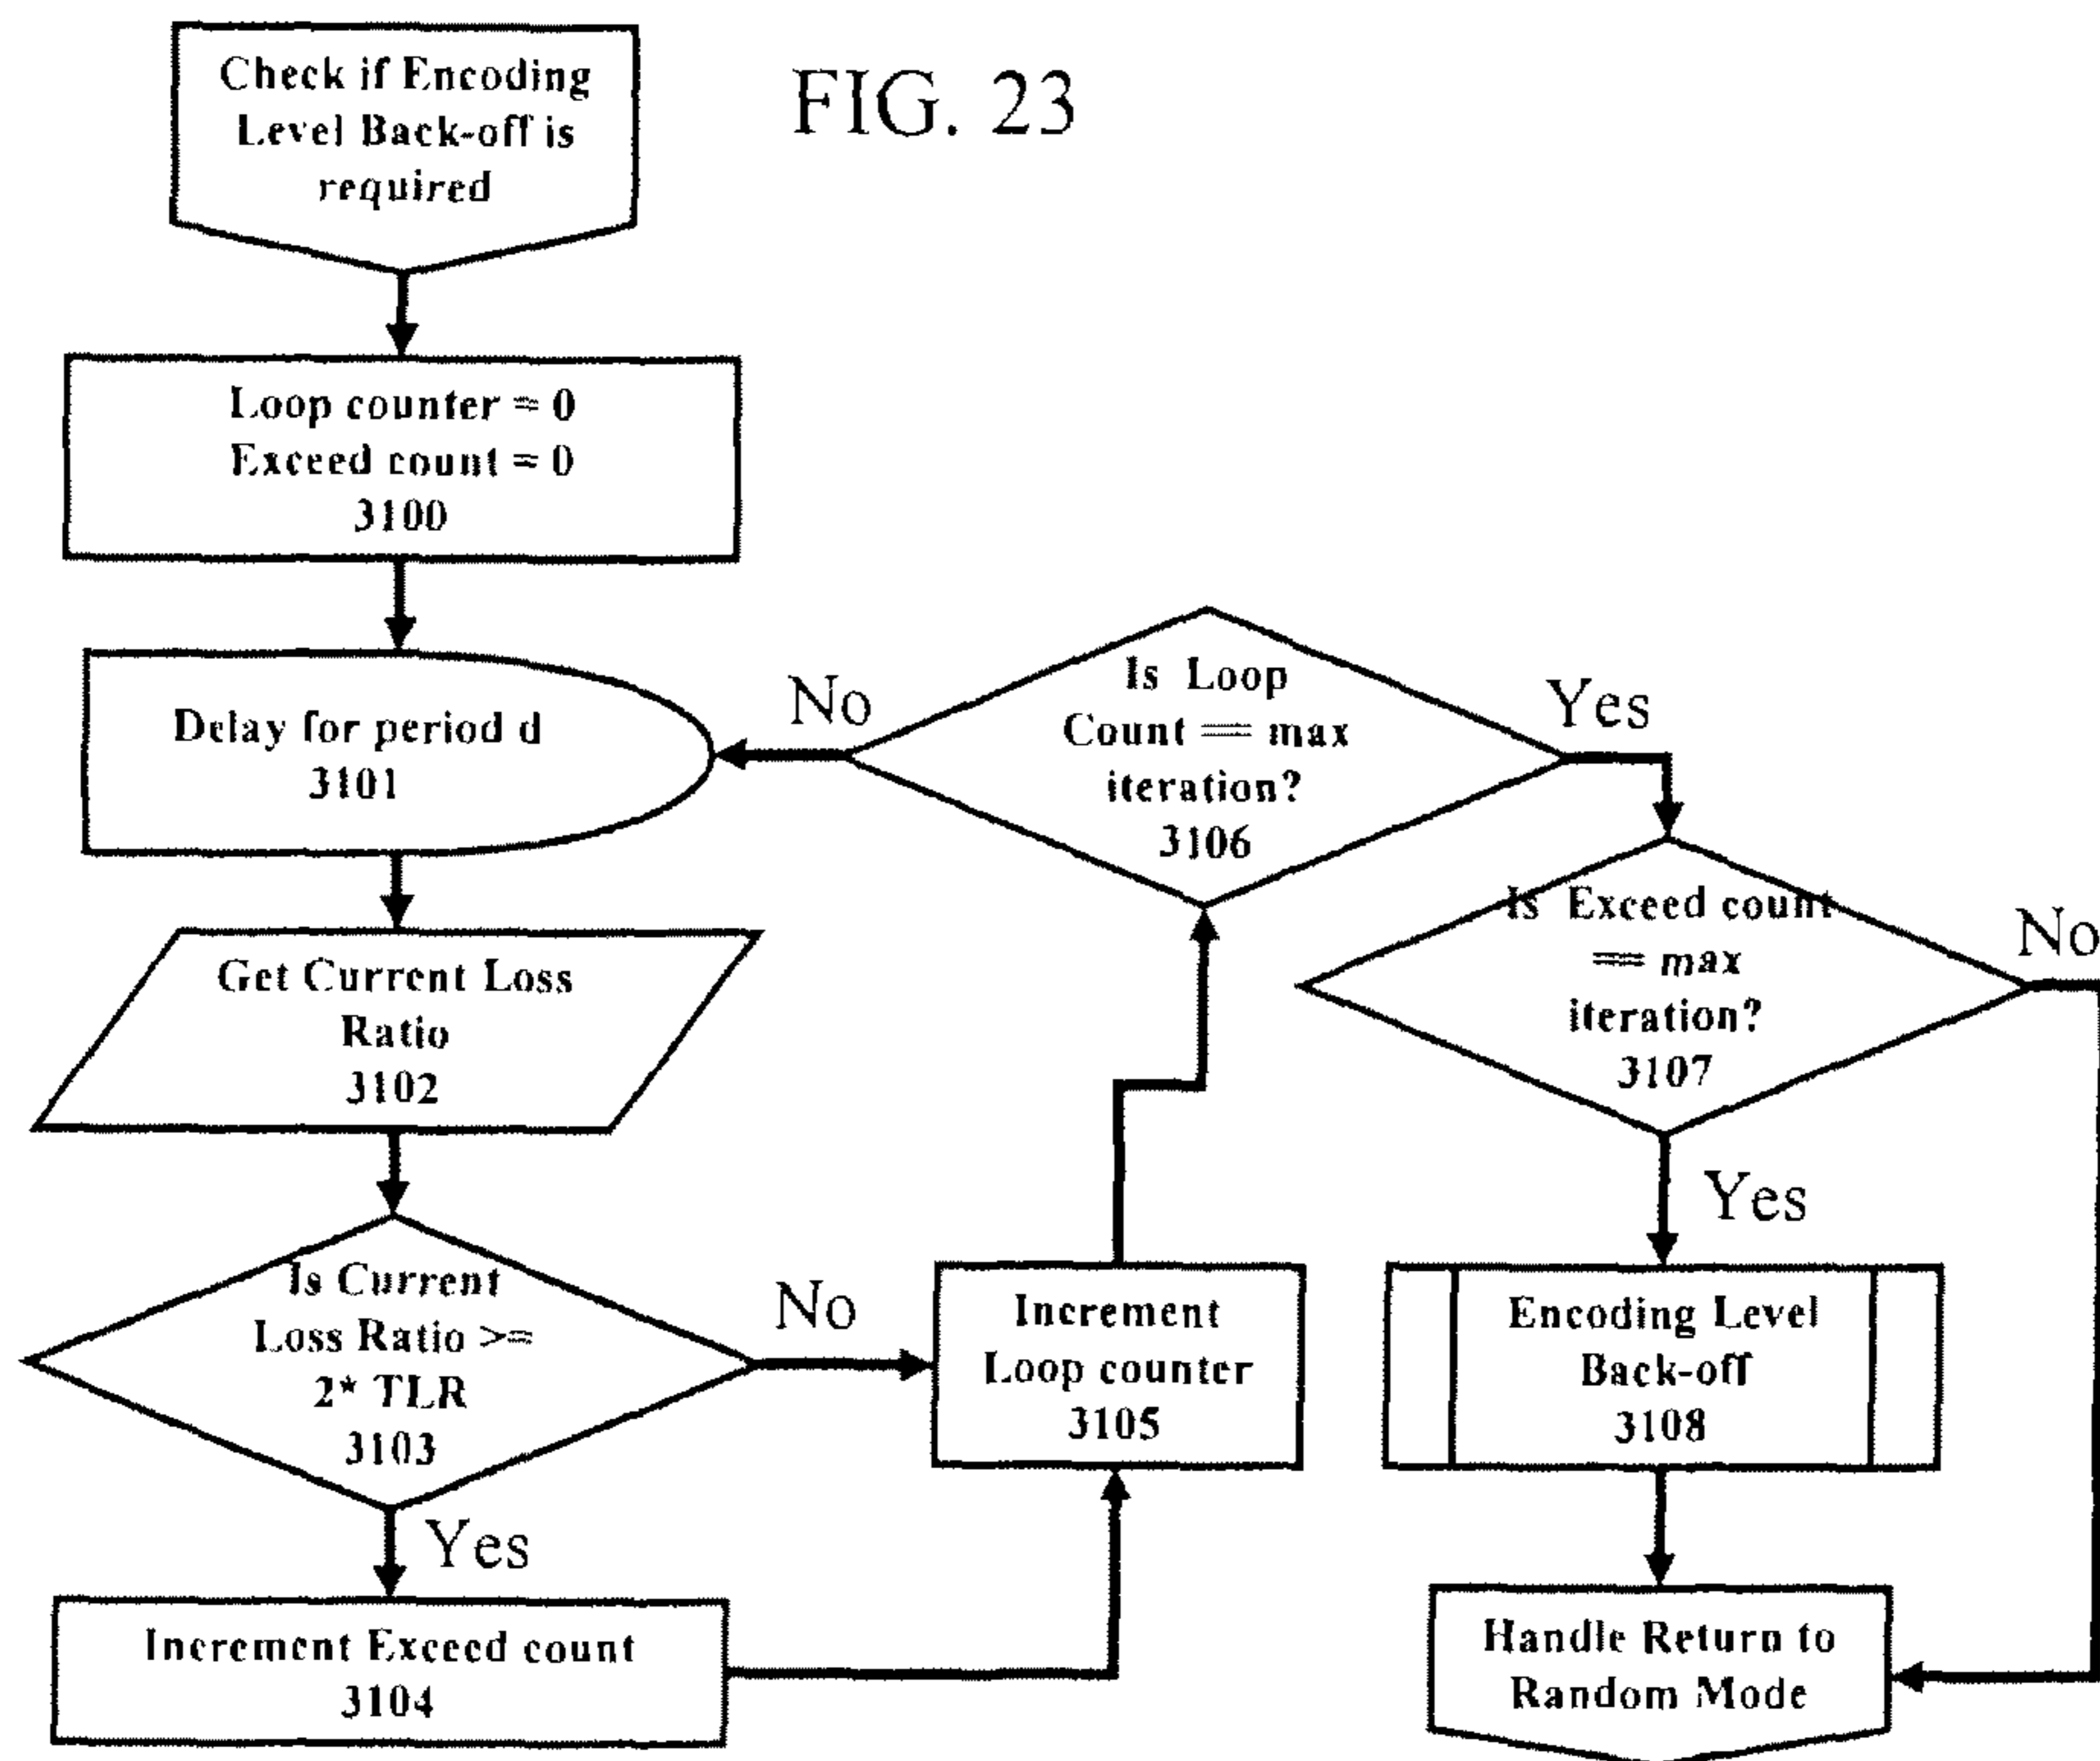 FIG. 23
Check if Encoding
Level Back-off is
required
Loop counter = 0
Exceed count = 0
3100
Delay for period d
3101
Get Current Loss
Ratio
3102
Is Current
Loss Ratio >=
2* TLR
3103
No
Yes
Increment Exceed count
3104
Increment
Loop counter
3105
Is Loop
Count == max
iteration?
3106
No
Yes
Is Exceed count
== max
iteration?
3107
No
Yes
Encoding Level
Back-off
3108
Handle Return to
Random Mode